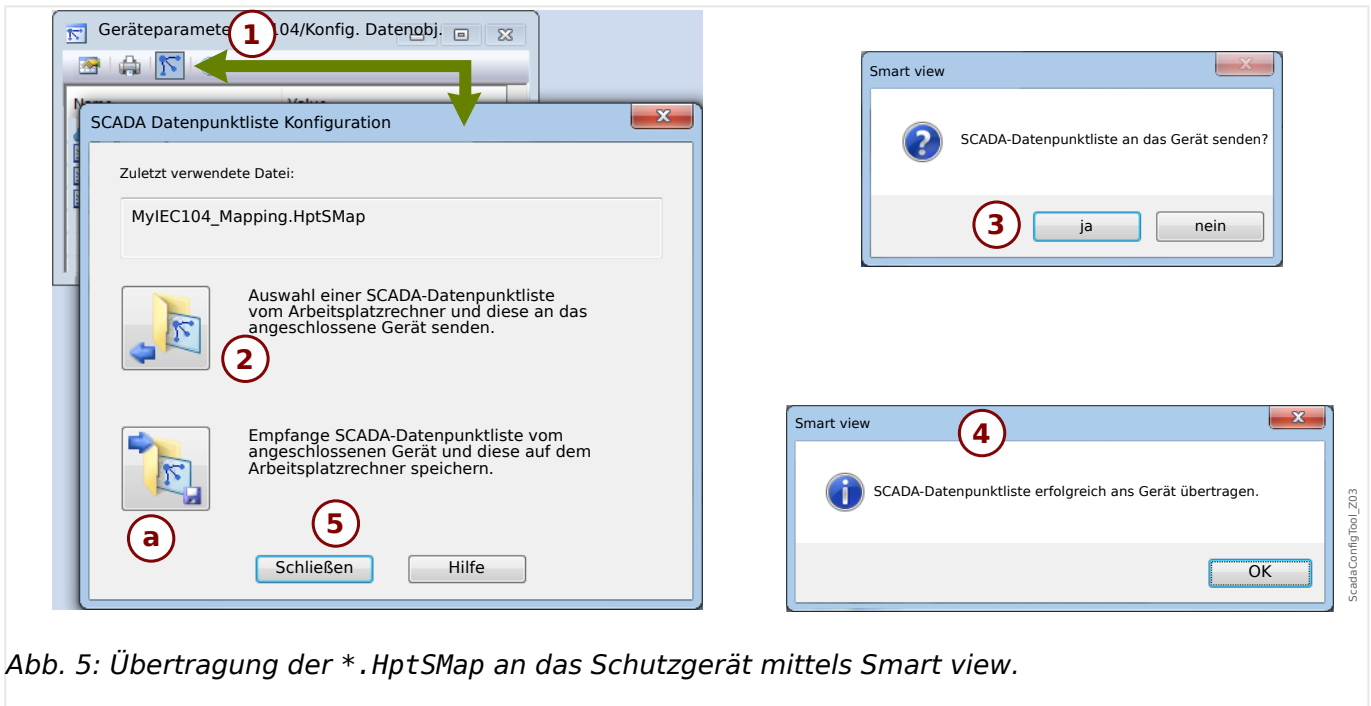 Geräteparamete
104/Konfig. Datenobj.
1
Name
Value
SCADA Datenpunktliste Konfiguration
Zuletzt verwendete Datei:
MyIEC104_Mapping.HptSMap
Auswahl einer SCADA-Datenpunktliste
vom Arbeitsplatzrechner und diese an das
angeschlossene Gerät senden.
2
Empfange SCADA-Datenpunktliste vom
angeschlossenen Gerät und diese auf dem
Arbeitsplatzrechner speichern.
a
5
Schließen
Hilfe
Smart view
SCADA-Datenpunktliste an das Gerät senden?
3
ja
nein
Smart view
4
SCADA-Datenpunktliste erfolgreich ans Gerät übertragen.
OK
ScadaConfigTool_Z03
Abb. 5: Übertragung der *.HptSMap an das Schutzgerät mittels Smart view.